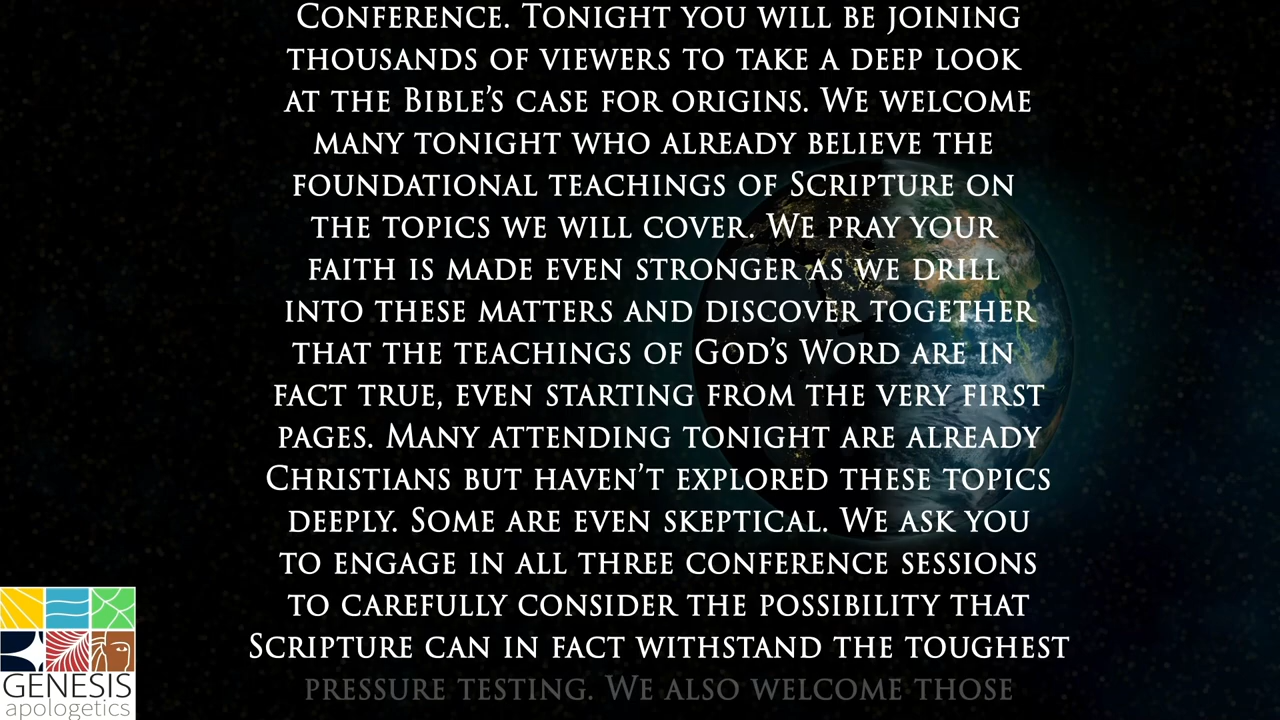 Conference. Tonight you will be joining
thousands of viewers to take a deep look
at the Bible's case for origins. We welcome
many tonight who already believe the
foundational teachings of Scripture on
the topics we will cover. We pray your
faith is made even stronger as we drill
into these matters and discover together
that the teachings of God's Word are in
fact true, even starting from the very first
pages. Many attending tonight are already
Christians but haven't explored these topics
deeply. Some are even skeptical. We ask you
to engage in all three conference sessions
to carefully consider the possibility that
Scripture can in fact withstand the toughest
pressure testing. We also welcome those
GENESIS
apologetics